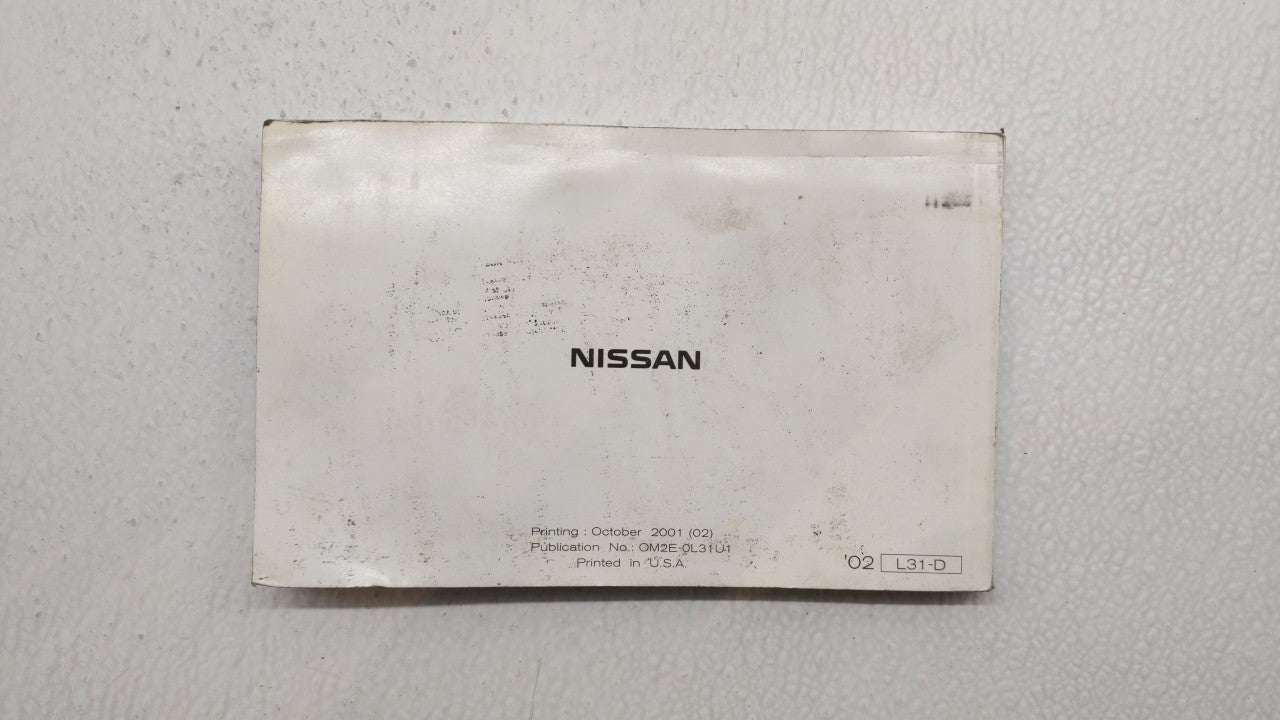 NISSAN
Printing : October 2001 (02)
Publication No.: OM2E-0L31U1
Printed in U.S.A.
'02 L31-D